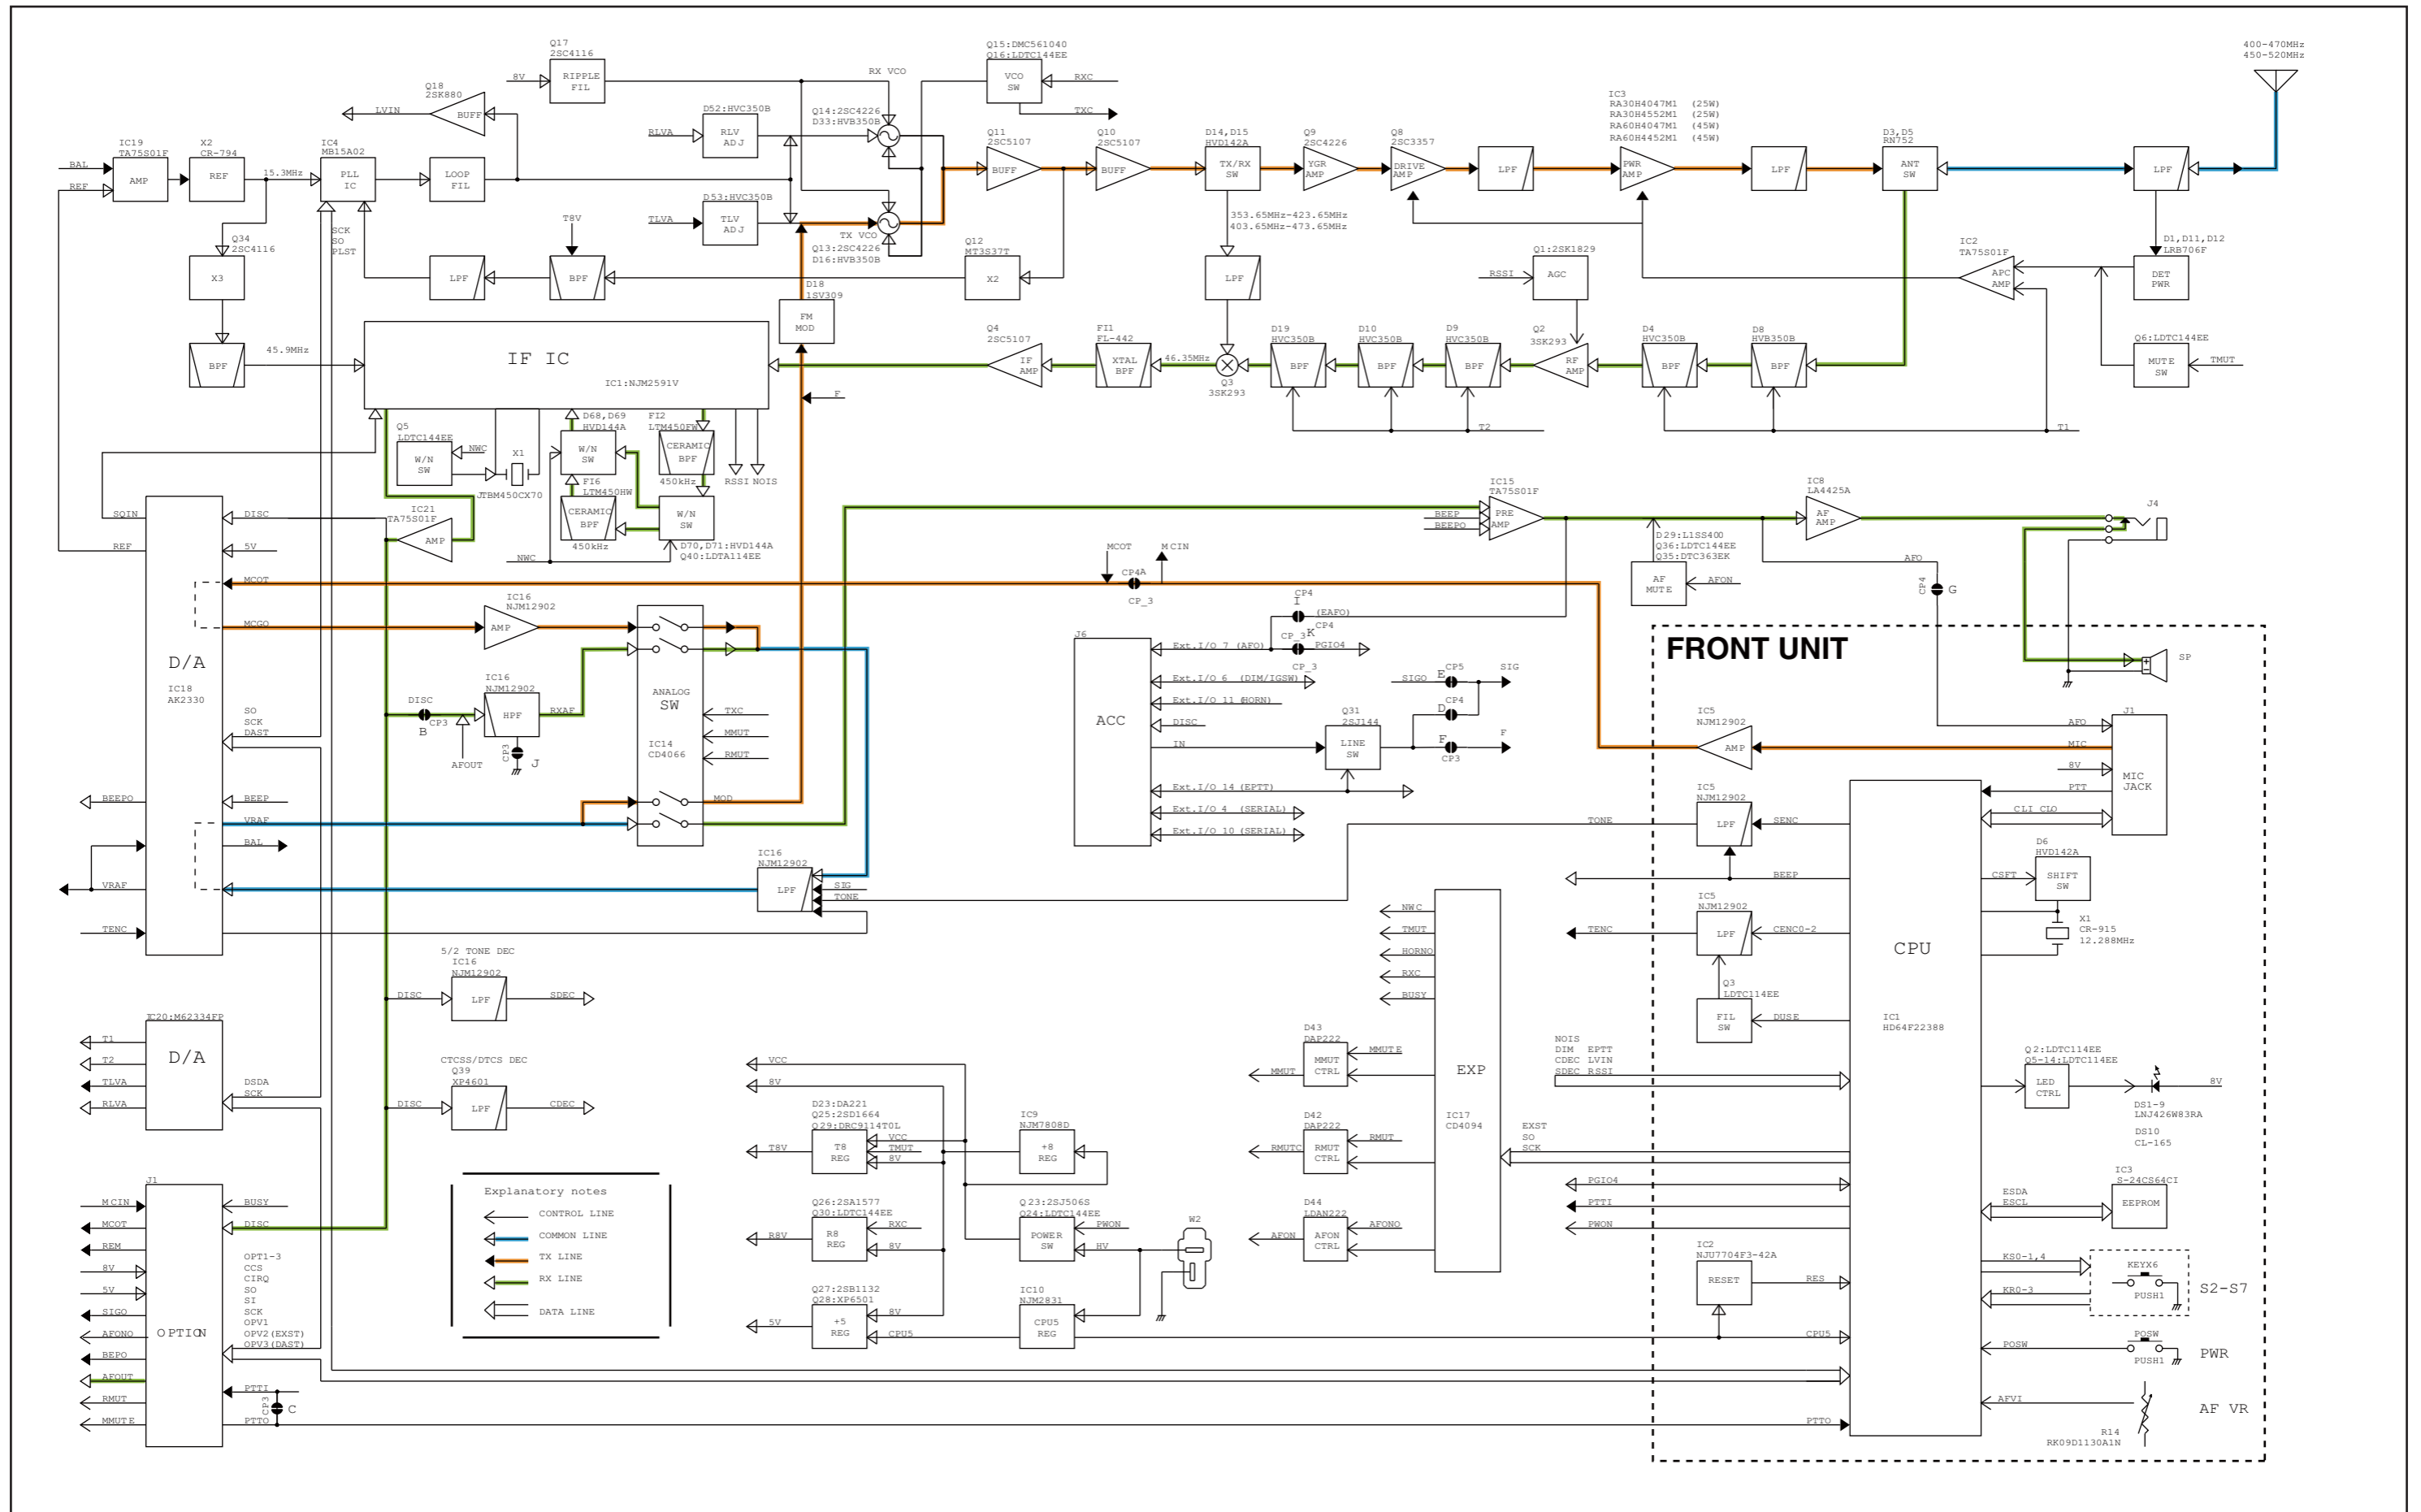 Q17
2SC4116
RIPPLE
FIL
8V
RX VCO
Q15:DMC561040
Q16:LDTC144EE
VCO
SW
RXC
TXC
400-470MHz
450-520MHz
Q18
2SK880
BUFF
LVIN
D52:HVC350B
RLV
ADJ
RLVA
Q14:2SC4226
D33:HVB350B
IC3
RA30H4047M1 (25W)
RA30H4552M1 (25W)
RA60H4047M1 (45W)
RA60H4452M1 (45W)
IC19
TA75S01F
AMP
BAL
REF
X2
CR-794
REF
15.3MHz
IC4
MB15A02
PLL
IC
LOOP
FIL
Q11
2SC5107
BUFF
Q10
2SC5107
BUFF
D14,D15
HVD142A
TX/RX
SW
Q9
2SC4226
YGR
AMP
Q8
2SC3357
DRIVE
AMP
LPF
PWR
AMP
LPF
D3,D5
RN752
ANT
SW
LPF
D53:HVC350B
TLV
ADJ
TLVA
TX VCO
Q13:2SC4226
D16:HVB350B
T8V
SCK
SO
PLST
353.65MHz-423.65MHz
403.65MHz-473.65MHz
Q34
2SC4116
X3
LPF
BPF
Q12
MT3S37T
X2
D18
1SV309
FM
MOD
LPF
RSSI
Q1:2SK1829
AGC
IC2
TA75S01F
APC
AMP
D1,D11,D12
LRB706F
DET
PWR
BPF
45.9MHz
IF IC
IC1:NJM2591V
Q4
2SC5107
IF
AMP
FI1
FL-442
XTAL
BPF
46.35MHz
Q3
3SK293
D19
HVC350B
BPF
D10
HVC350B
BPF
D9
HVC350B
BPF
Q2
3SK293
RF
AMP
D4
HVC350B
BPF
D8
HVB350B
BPF
Q6:LDTC144EE
MUTE
SW
TMUT
F
T2
T1
Q5
LDTC144EE
W/N
SW
NWC
X1
JTBM450CX70
D68,D69
HVD144A
W/N
SW
FI2
LTM450FW
CERAMIC
BPF
450kHz
RSSI NOIS
FI6
LTM450HW
CERAMIC
BPF
450kHz
W/N
SW
D70,D71:HVD144A
Q40:LDTA114EE
NWC
IC21
TA75S01F
AMP
SQIN
DISC
REF
5V
MCOT
MCGO
D/A
IC18
AK2330
SO
SCK
DAST
BEEPO
BEEP
VRAF
BAL
VRAF
TENC
IC16
NJM12902
AMP
IC16
NJM12902
HPF
RXAF
DISC
CP3
B
AFOUT
CP3
J
ANALOG
SW
IC14
CD4066
TXC
MMUT
RMUT
MOD
IC16
NJM12902
LPF
SIG
TONE
MCOT
MCIN
CP4A
CP_3
IC15
TA75S01F
PRE
AMP
BEEP
BEEPO
IC8
LA4425A
AF
AMP
J4
D29:L1SS400
Q36:LDTC144EE
Q35:DTC363EK
AF
MUTE
AFON
AFO
CP4
G
SP
J6
ACC
Ext.I/O 7 (AFO)
CP4
I
(EAFO)
CP4
CP_3
K
PGIO4
CP_3
Ext.I/O 6 (DIM/IGSW)
Ext.I/O 11 (HORN)
DISC
IN
Q31
2SJ144
LINE
SW
SIGO
E
CP5
SIG
D
CP4
F
CP3
F
Ext.I/O 14 (EPTT)
Ext.I/O 4 (SERIAL)
Ext.I/O 10 (SERIAL)
FRONT UNIT
IC5
NJM12902
AMP
J1
AFO
MIC
8V
PTT
CLI CLO
MIC
JACK
IC5
NJM12902
LPF
TONE
SENC
BEEP
D6
HVD142A
SHIFT
SW
CSFT
X1
CR-915
12.288MHz
IC5
NJM12902
LPF
TENC
CENC0-2
Q3
LDTC114EE
FIL
SW
DUSE
CPU
IC1
HD64F22388
NOIS
DIM EPTT
CDEC LVIN
SDEC RSSI
Q2:LDTC114EE
Q5-14:LDTC114EE
LED
CTRL
8V
DS1-9
LNJ426W83RA
DS10
CL-165
IC3
S-24CS64CI
EEPROM
ESDA
ESCL
KS0-1,4
KR0-3
KEYX6
PUSH1
S2-S7
POSW
POSW
PUSH1
PWR
AFVI
AF VR
R14
RK09D1130A1N
NWC
TMUT
HORNO
RXC
BUSY
EXP
IC17
CD4094
EXST
SO
SCK
PGIO4
PTTI
PWON
IC2
NJU7704F3-42A
RESET
RES
CPU5
PTTO
5/2 TONE DEC
IC16
NJM12902
LPF
DISC
SDEC
CTCSS/DTCS DEC
Q39
XP4601
LPF
DISC
CDEC
IC20:M62334FP
D/A
T1
T2
TLVA
RLVA
DSDA
SCK
VCC
8V
D23:DA221
Q25:2SD1664
Q29:DRC9114T0L
T8
REG
T8V
VCC
TMUT
8V
IC9
NJM7808D
+8
REG
D43
DAP222
MMUT
CTRL
MMUT
MMUTE
D42
DAP222
RMUT
CTRL
RMUTC
RMUT
D44
LDAN222
AFON
CTRL
AFON
AFONO
Q26:2SA1577
Q30:LDTC144EE
R8
REG
R8V
RXC
8V
Q23:2SJ506S
Q24:LDTC144EE
POWER
SW
PWON
HV
W2
Q27:2SB1132
Q28:XP6501
+5
REG
5V
8V
CPU5
IC10
NJM2831
CPU5
REG
Explanatory notes
CONTROL LINE
COMMON LINE
TX LINE
RX LINE
DATA LINE
J1
OPTION
MCIN
MCOT
REM
8V
5V
SIGO
AFONO
BEPO
AFOUT
RMUT
MMUTE
BUSY
DISC
OPT1-3
CCS
CIRQ
SO
SI
SCK
OPV1
OPV2(EXST)
OPV3(DAST)
PTTI
CP3
C
PTTO